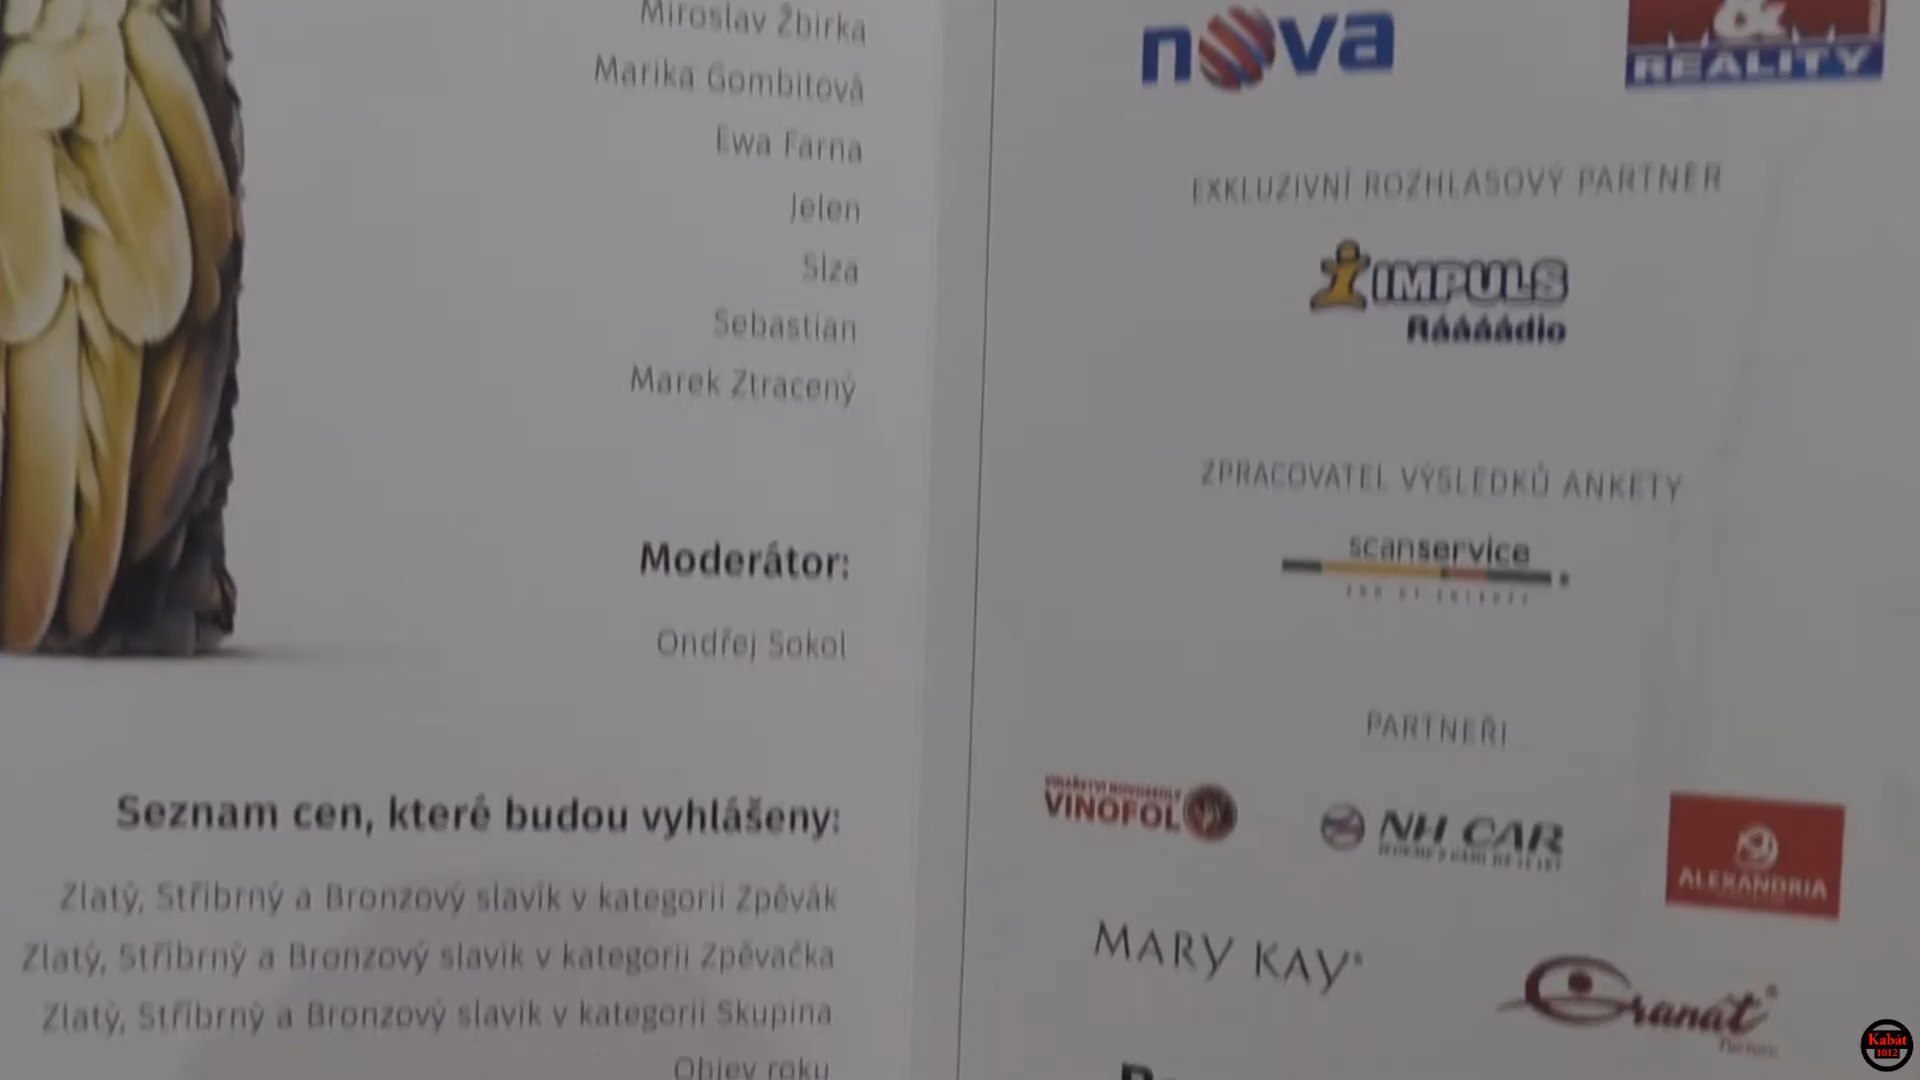 Miroslav Žbirka
Marika Gombitová
Ewa Farna
Jelen
Slza
Sebastian
Marek Ztracený
Moderátor:
Ondřej Sokol
Seznam cen, které budou vyhlášeny:
Zlatý, Stříbrný a Bronzový slavík v kategorii Zpěvák
Zlatý, Stříbrný a Bronzový slavík v kategorii Zpěvačka
Zlatý, Stříbrný a Bronzový slavík v kategorii Skupina
Objev roku
nova
&
REALITY
EXKLUZIVNÍ ROZHLASOVÝ PARTNER
IMPULS
Ráááádio
ZPRACOVATEL VÝSLEDKŮ ANKETY
scanservice
PARTNEŘI
VINOFOL
NH CAR
ALEXANDRIA
MARY KAY®
Granát®
Turnov
Kabát
1012